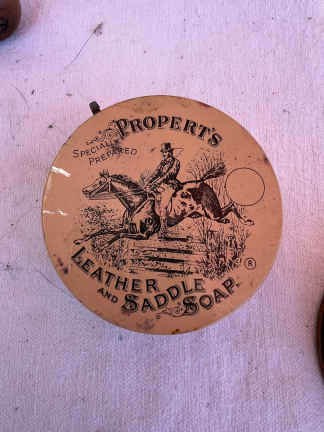 PROPERT'S
SPECIALLY
PREPARED
LEATHER
AND SADDLE
SOAP
®